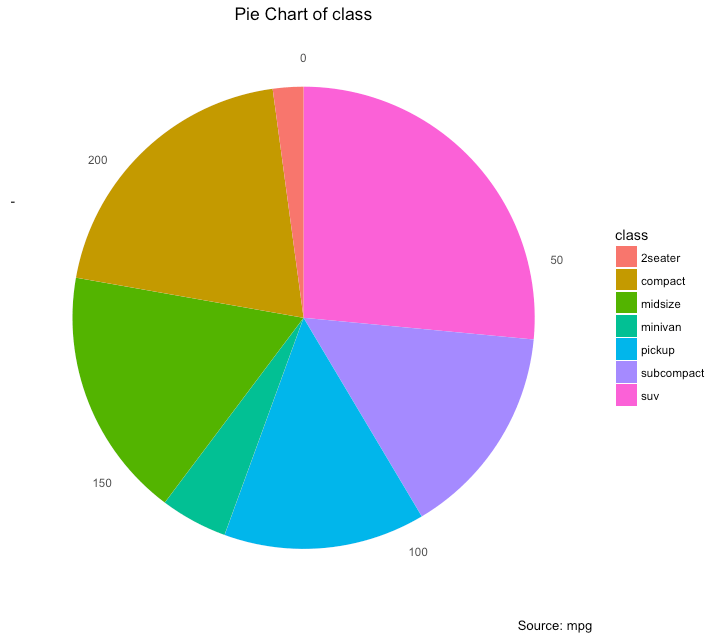 Pie Chart of class
0
50
100
150
200
-
class
2seater
compact
midsize
minivan
pickup
subcompact
suv
Source: mpg